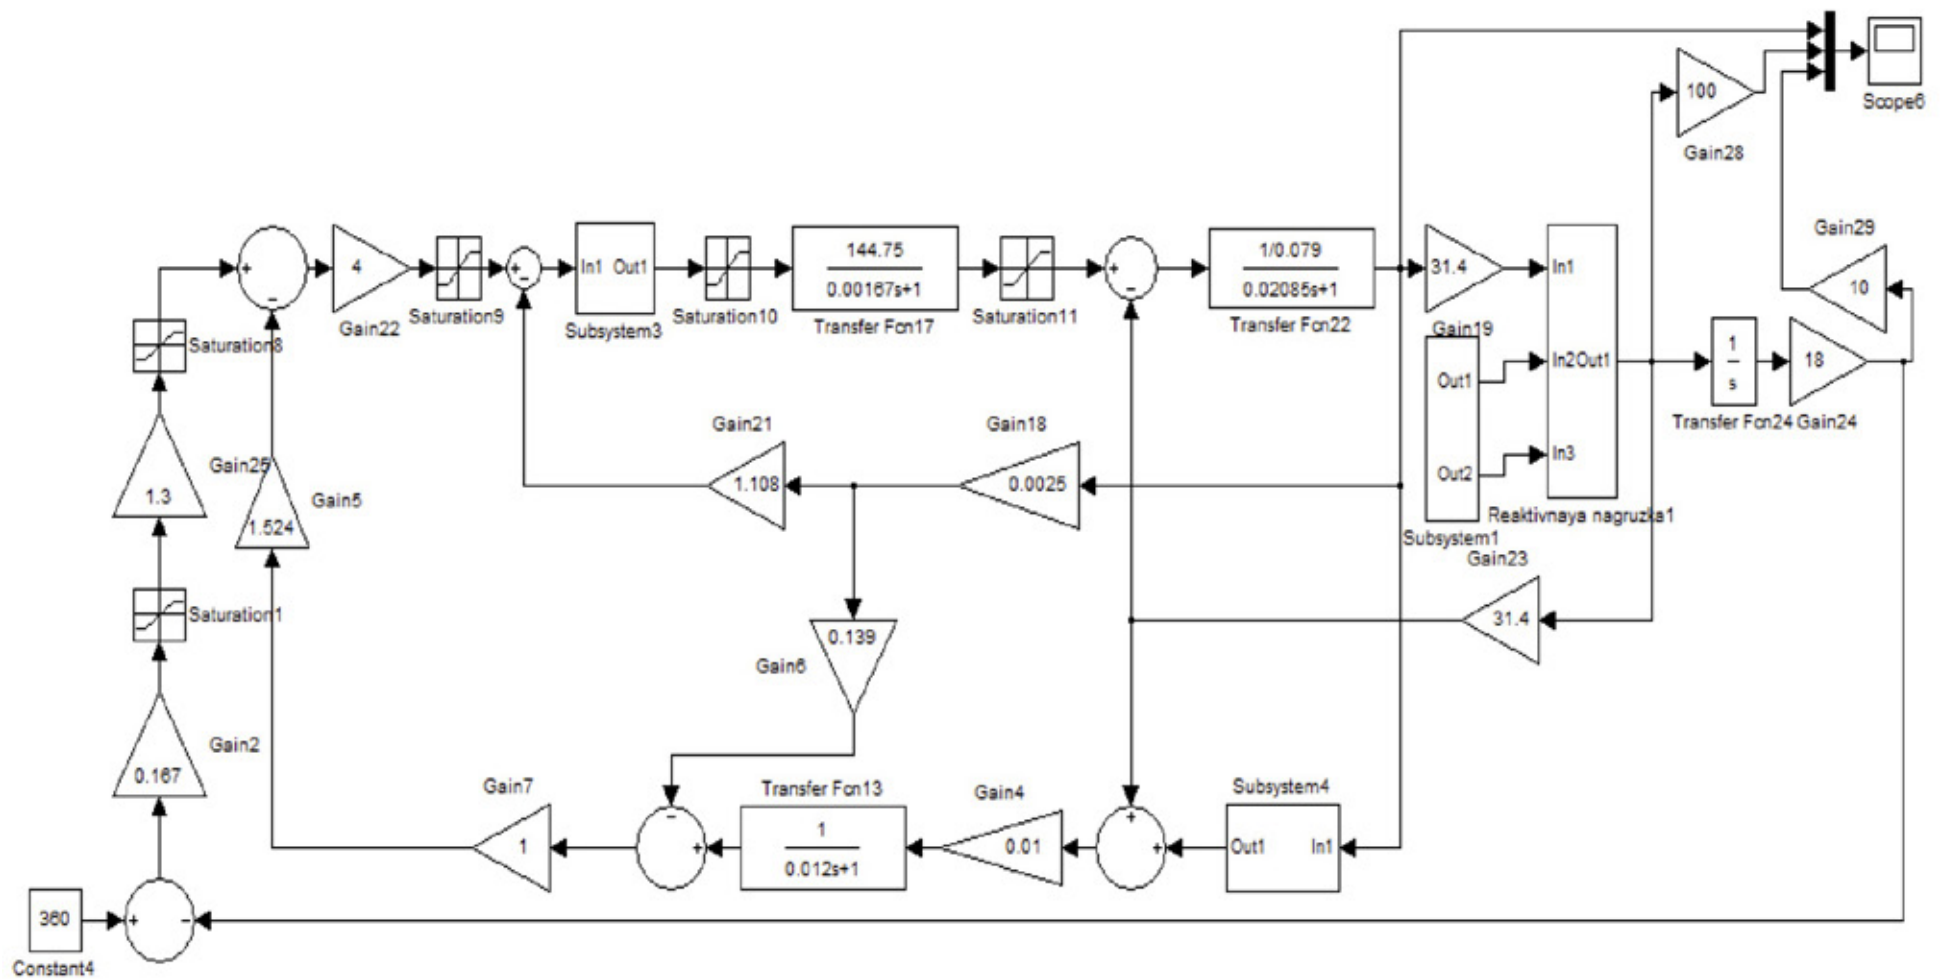 100
Scope6
Gain28
Gain29
10
+
-
4
Gain22
Saturation9
+
-
In1 Out1
Subsystem3
Saturation10
144.75
0.00167s+1
Transfer Fcn17
Saturation11
+
-
1/0.079
0.02085s+1
Transfer Fcn22
31.4
Gain19
In1
In2Out1
In3
Reaktivnaya nagruzka1
Out1
Out2
Subsystem1
1
s
Transfer Fcn24
18
Gain24
Saturation8
Gain25
1.3
Gain5
1.524
Gain21
1.108
Gain18
0.0025
Gain23
31.4
Saturation1
0.139
Gain6
Gain2
0.167
Gain7
1
-
+
Transfer Fcn13
1
0.012s+1
Gain4
0.01
+
+
Subsystem4
Out1 In1
360
Constant4
+
-